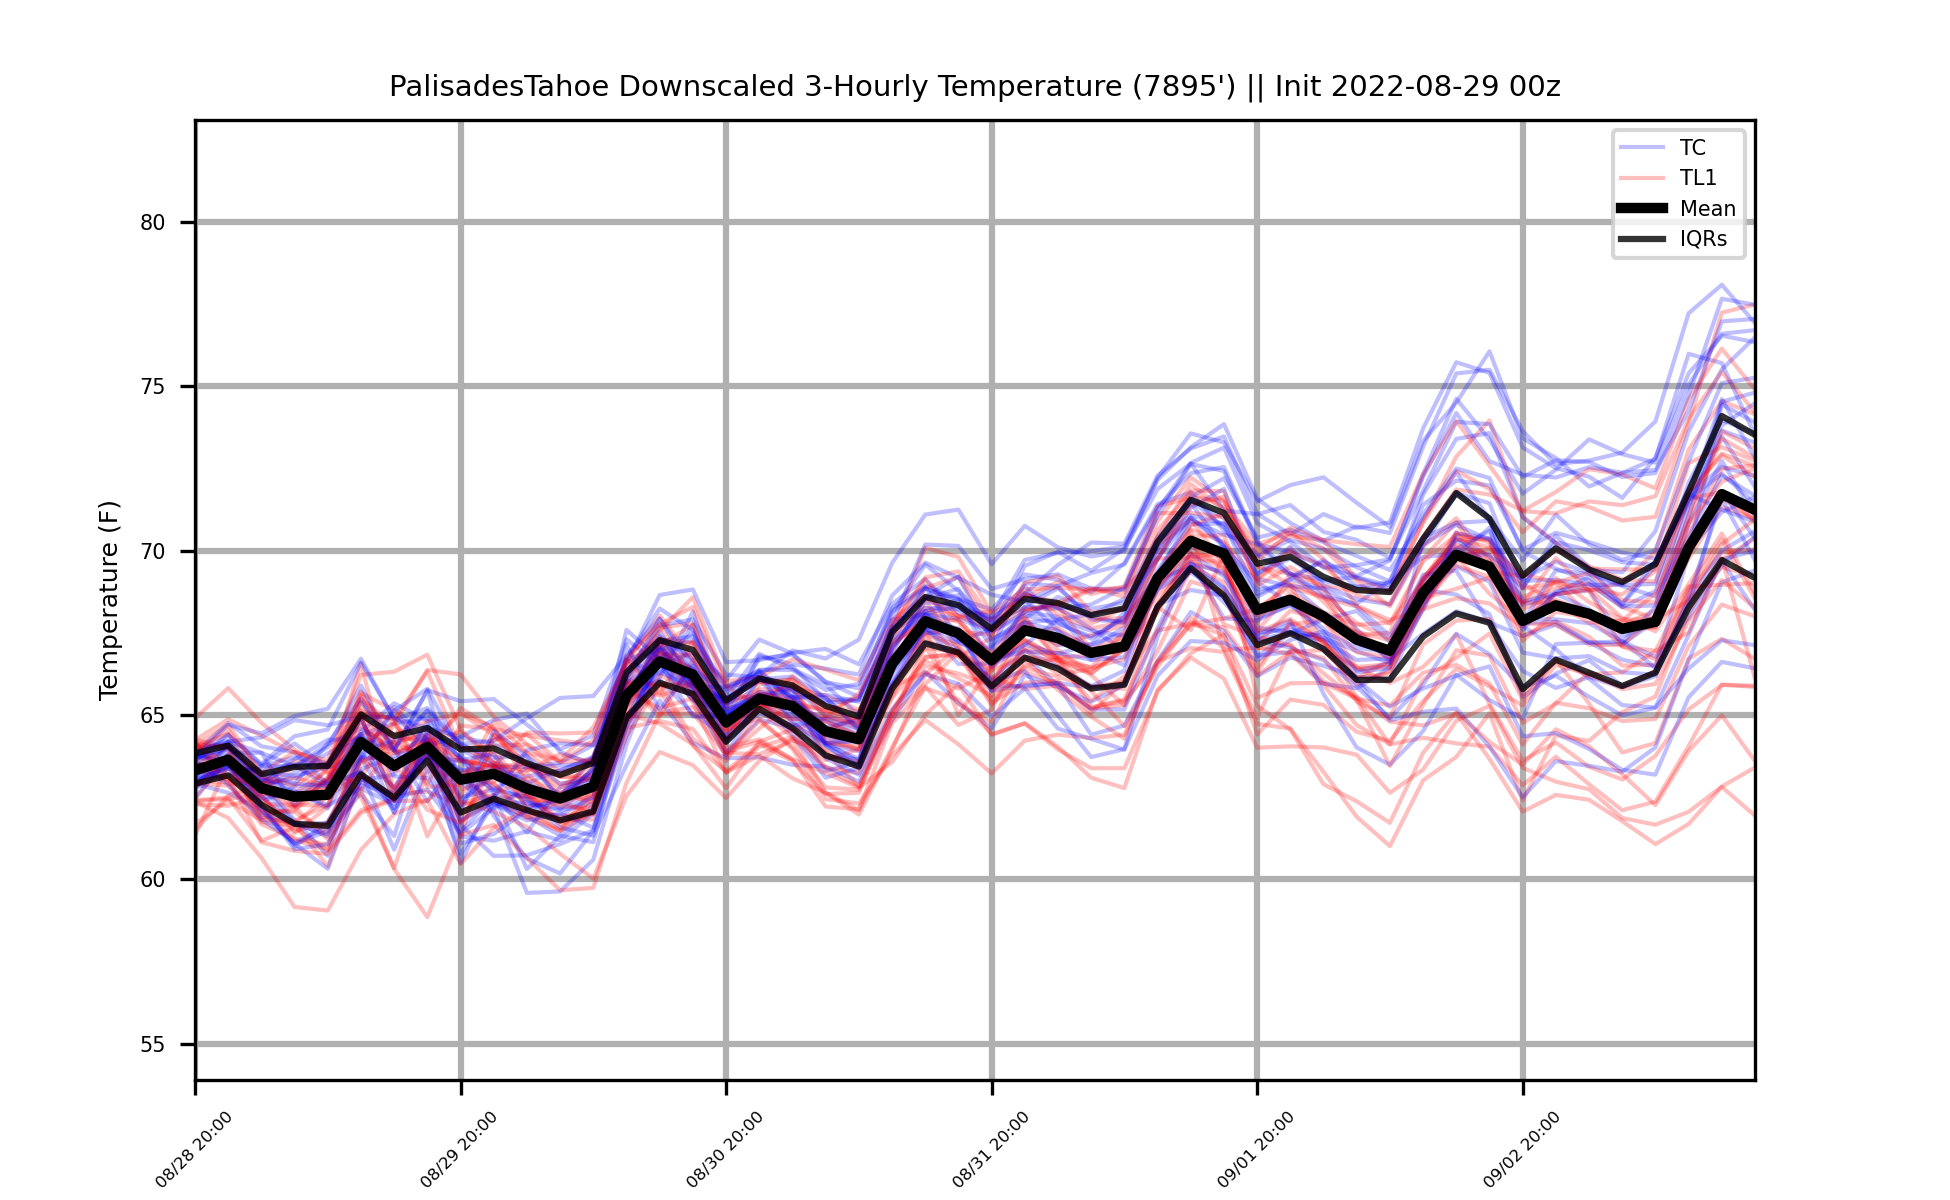 PalisadesTahoe Downscaled 3-Hourly Temperature (7895') || Init 2022-08-29 00z
TC
TL1
Mean
IQRs
Temperature (F)
80
75
70
65
60
55
08/28 20:00
08/29 20:00
08/30 20:00
08/31 20:00
09/01 20:00
09/02 20:00